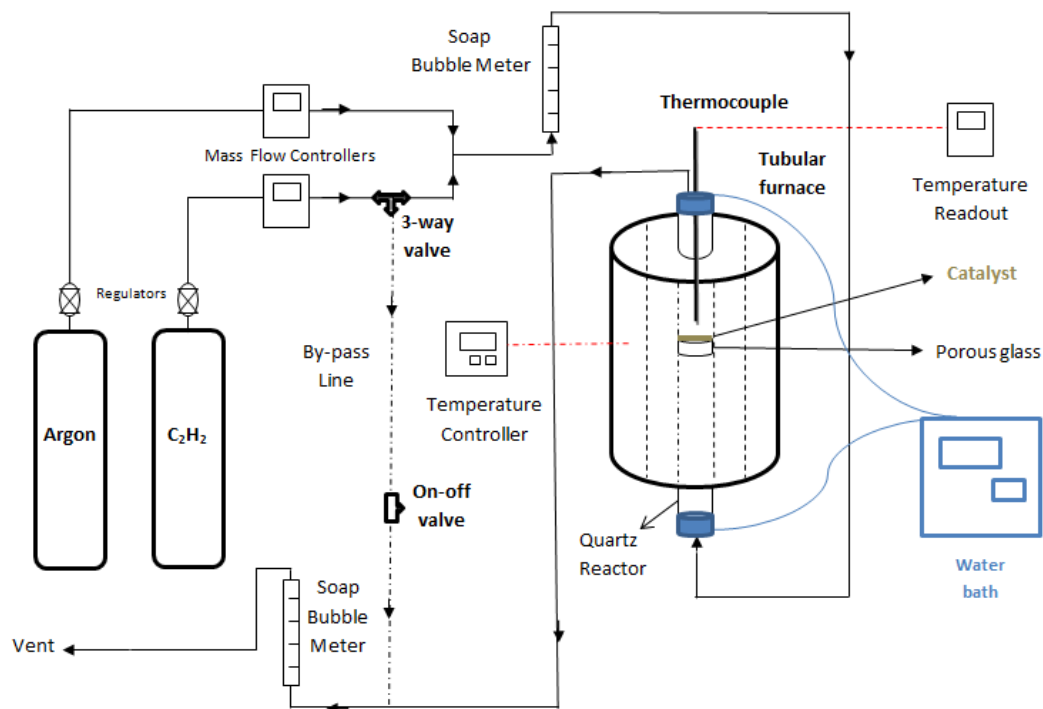 Soap
Bubble Meter
Thermocouple
Mass Flow Controllers
Tubular
furnace
Temperature
Readout
3-way
valve
Catalyst
Regulators
By-pass
Line
Porous glass
Argon
C₂H₂
Temperature
Controller
On-off
valve
Quartz
Reactor
Water
bath
Soap
Bubble
Meter
Vent